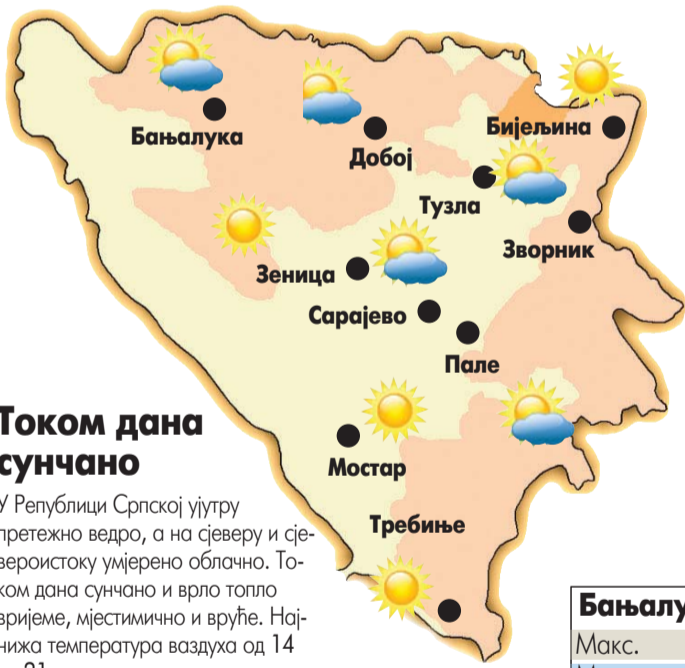 Бањалука
Добој
Бијељина
Тузла
Зворник
Зеница
Сарајево
Пале
Мостар
Требиње
Током дана
сунчано
У Републици Српској ујутру
претежно ведро, а на сјеверу и сје-
вероистоку умјерено облачно. То-
ком дана сунчано и врло топло
вријеме, мјестимично и вруће. Нај-
нижа температура ваздуха од 14
Бањалу
Макс.